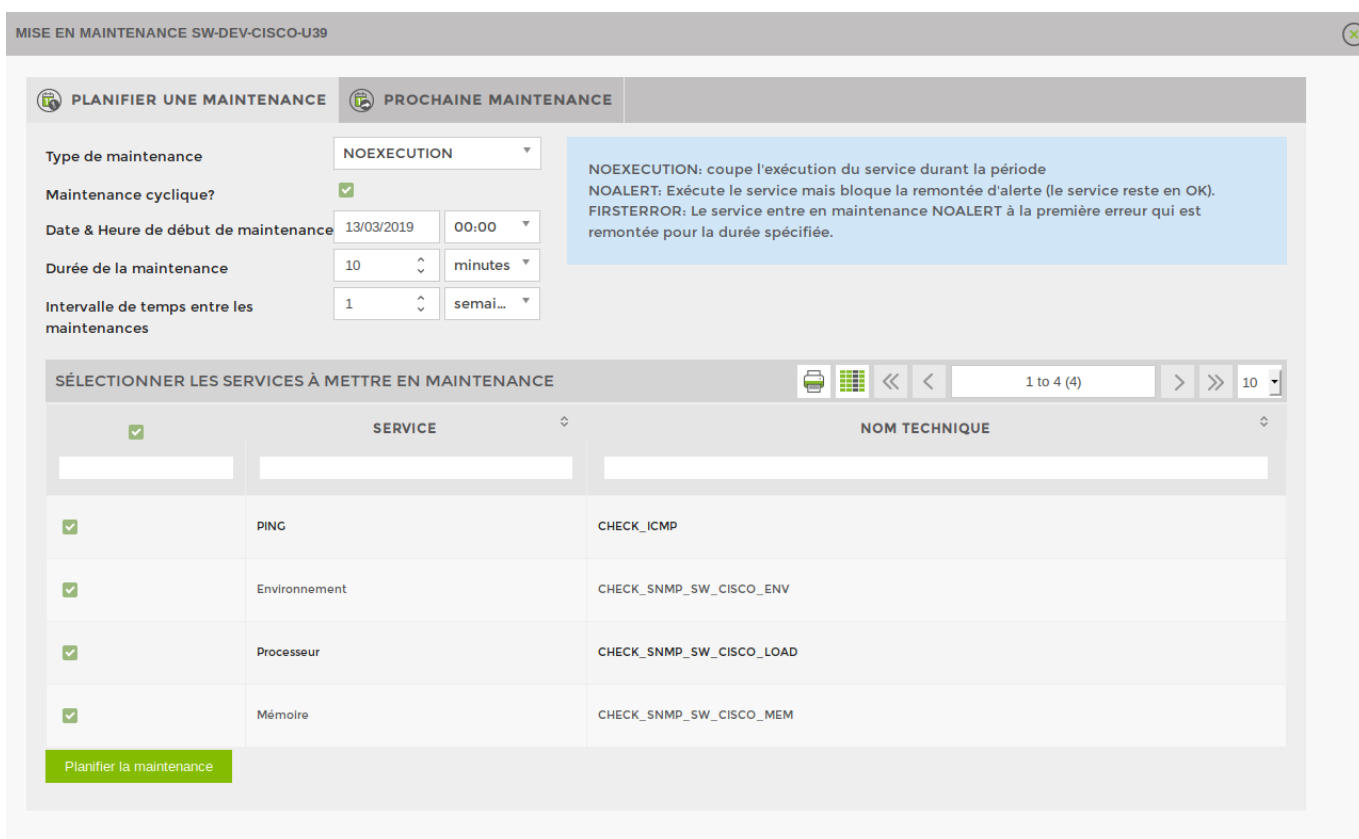 MISE EN MAINTENANCE SW-DEV-CISCO-U39
PLANIFIER UNE MAINTENANCE
PROCHAINE MAINTENANCE
Type de maintenance
NOEXECUTION
Maintenance cyclique?
Date & Heure de début de maintenance
13/03/2019
00:00
Durée de la maintenance
10
minutes
Intervalle de temps entre les
maintenances
1
semai...
NOEXECUTION: coupe l'exécution du service durant la période
NOALERT: Exécute le service mais bloque la remontée d'alerte (le service reste en OK).
FIRSTERROR: Le service entre en maintenance NOALERT à la première erreur qui est
remontée pour la durée spécifiée.
SÉLECTIONNER LES SERVICES À METTRE EN MAINTENANCE
1 to 4 (4)
10
SERVICE
NOM TECHNIQUE
PING
CHECK_ICMP
Environnement
CHECK_SNMP_SW_CISCO_ENV
Processeur
CHECK_SNMP_SW_CISCO_LOAD
Mémoire
CHECK_SNMP_SW_CISCO_MEM
Planifier la maintenance